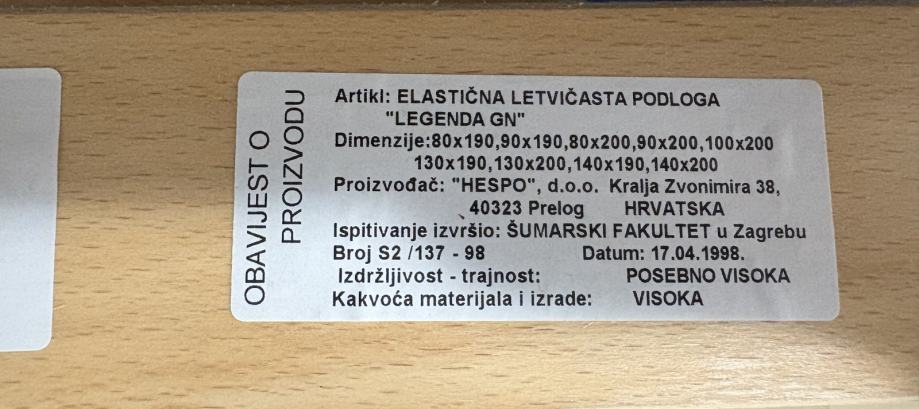 OBAVIJEST O
PROIZVODU
Artikl: ELASTIČNA LETVIČASTA PODLOGA
"LEGENDA GN"
Dimenzije:80x190,90x190,80x200,90x200,100x200
130x190,130x200,140x190,140x200
Proizvođač: "HESPO", d.o.o. Kralja Zvonimira 38,
40323 Prelog HRVATSKA
Ispitivanje izvršio: ŠUMARSKI FAKULTET u Zagrebu
Broj S2 /137 - 98 Datum: 17.04.1998.
Izdržljivost - trajnost: POSEBNO VISOKA
Kakvoća materijala i izrade: VISOKA